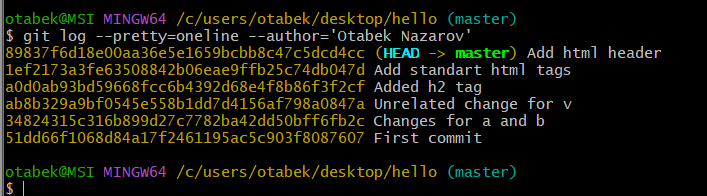 otabek@MSI MINGW64 /c/users/otabek/desktop/hello (master)
$ git log --pretty=oneline --author='Otabek Nazarov'
89837f6d18e00aa36e5e1659bcbb8c47c5dcd4cc (HEAD -> master) Add html header
1ef2173a3fe63508842b06eae9ffb25c74db047d Add standart html tags
a0d0ab93bd59668fcc6b4392d68e4f8b86f3f2cf Added h2 tag
ab8b329a9bf0545e558b1dd7d4156af798a0847a Unrelated change for v
34824315c316b899d27c7782ba42dd50bff6fb2c Changes for a and b
51dd66f1068d84a17f2461195ac5c903f8087607 First commit
otabek@MSI MINGW64 /c/users/otabek/desktop/hello (master)
$